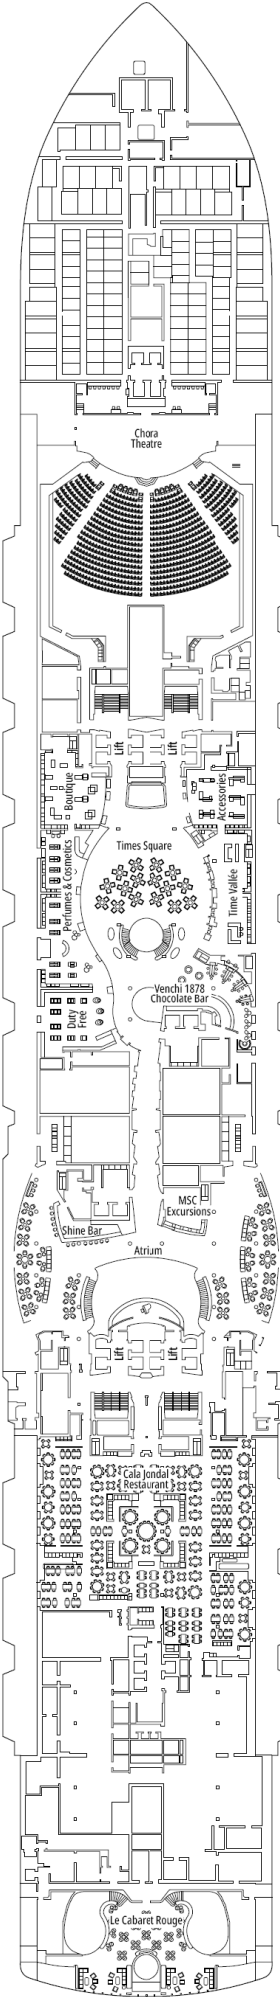 Chora
Theatre
Lift
Lift
Boutique
Accessories
Times Square
Perfumes & Cosmetics
Time Vallée
Venchi 1878
Chocolate Bar
Duty
Free
MSC
Excursions
Shine Bar
Atrium
Lift
Lift
Cala Jondal
Restaurant
Le Cabaret Rouge